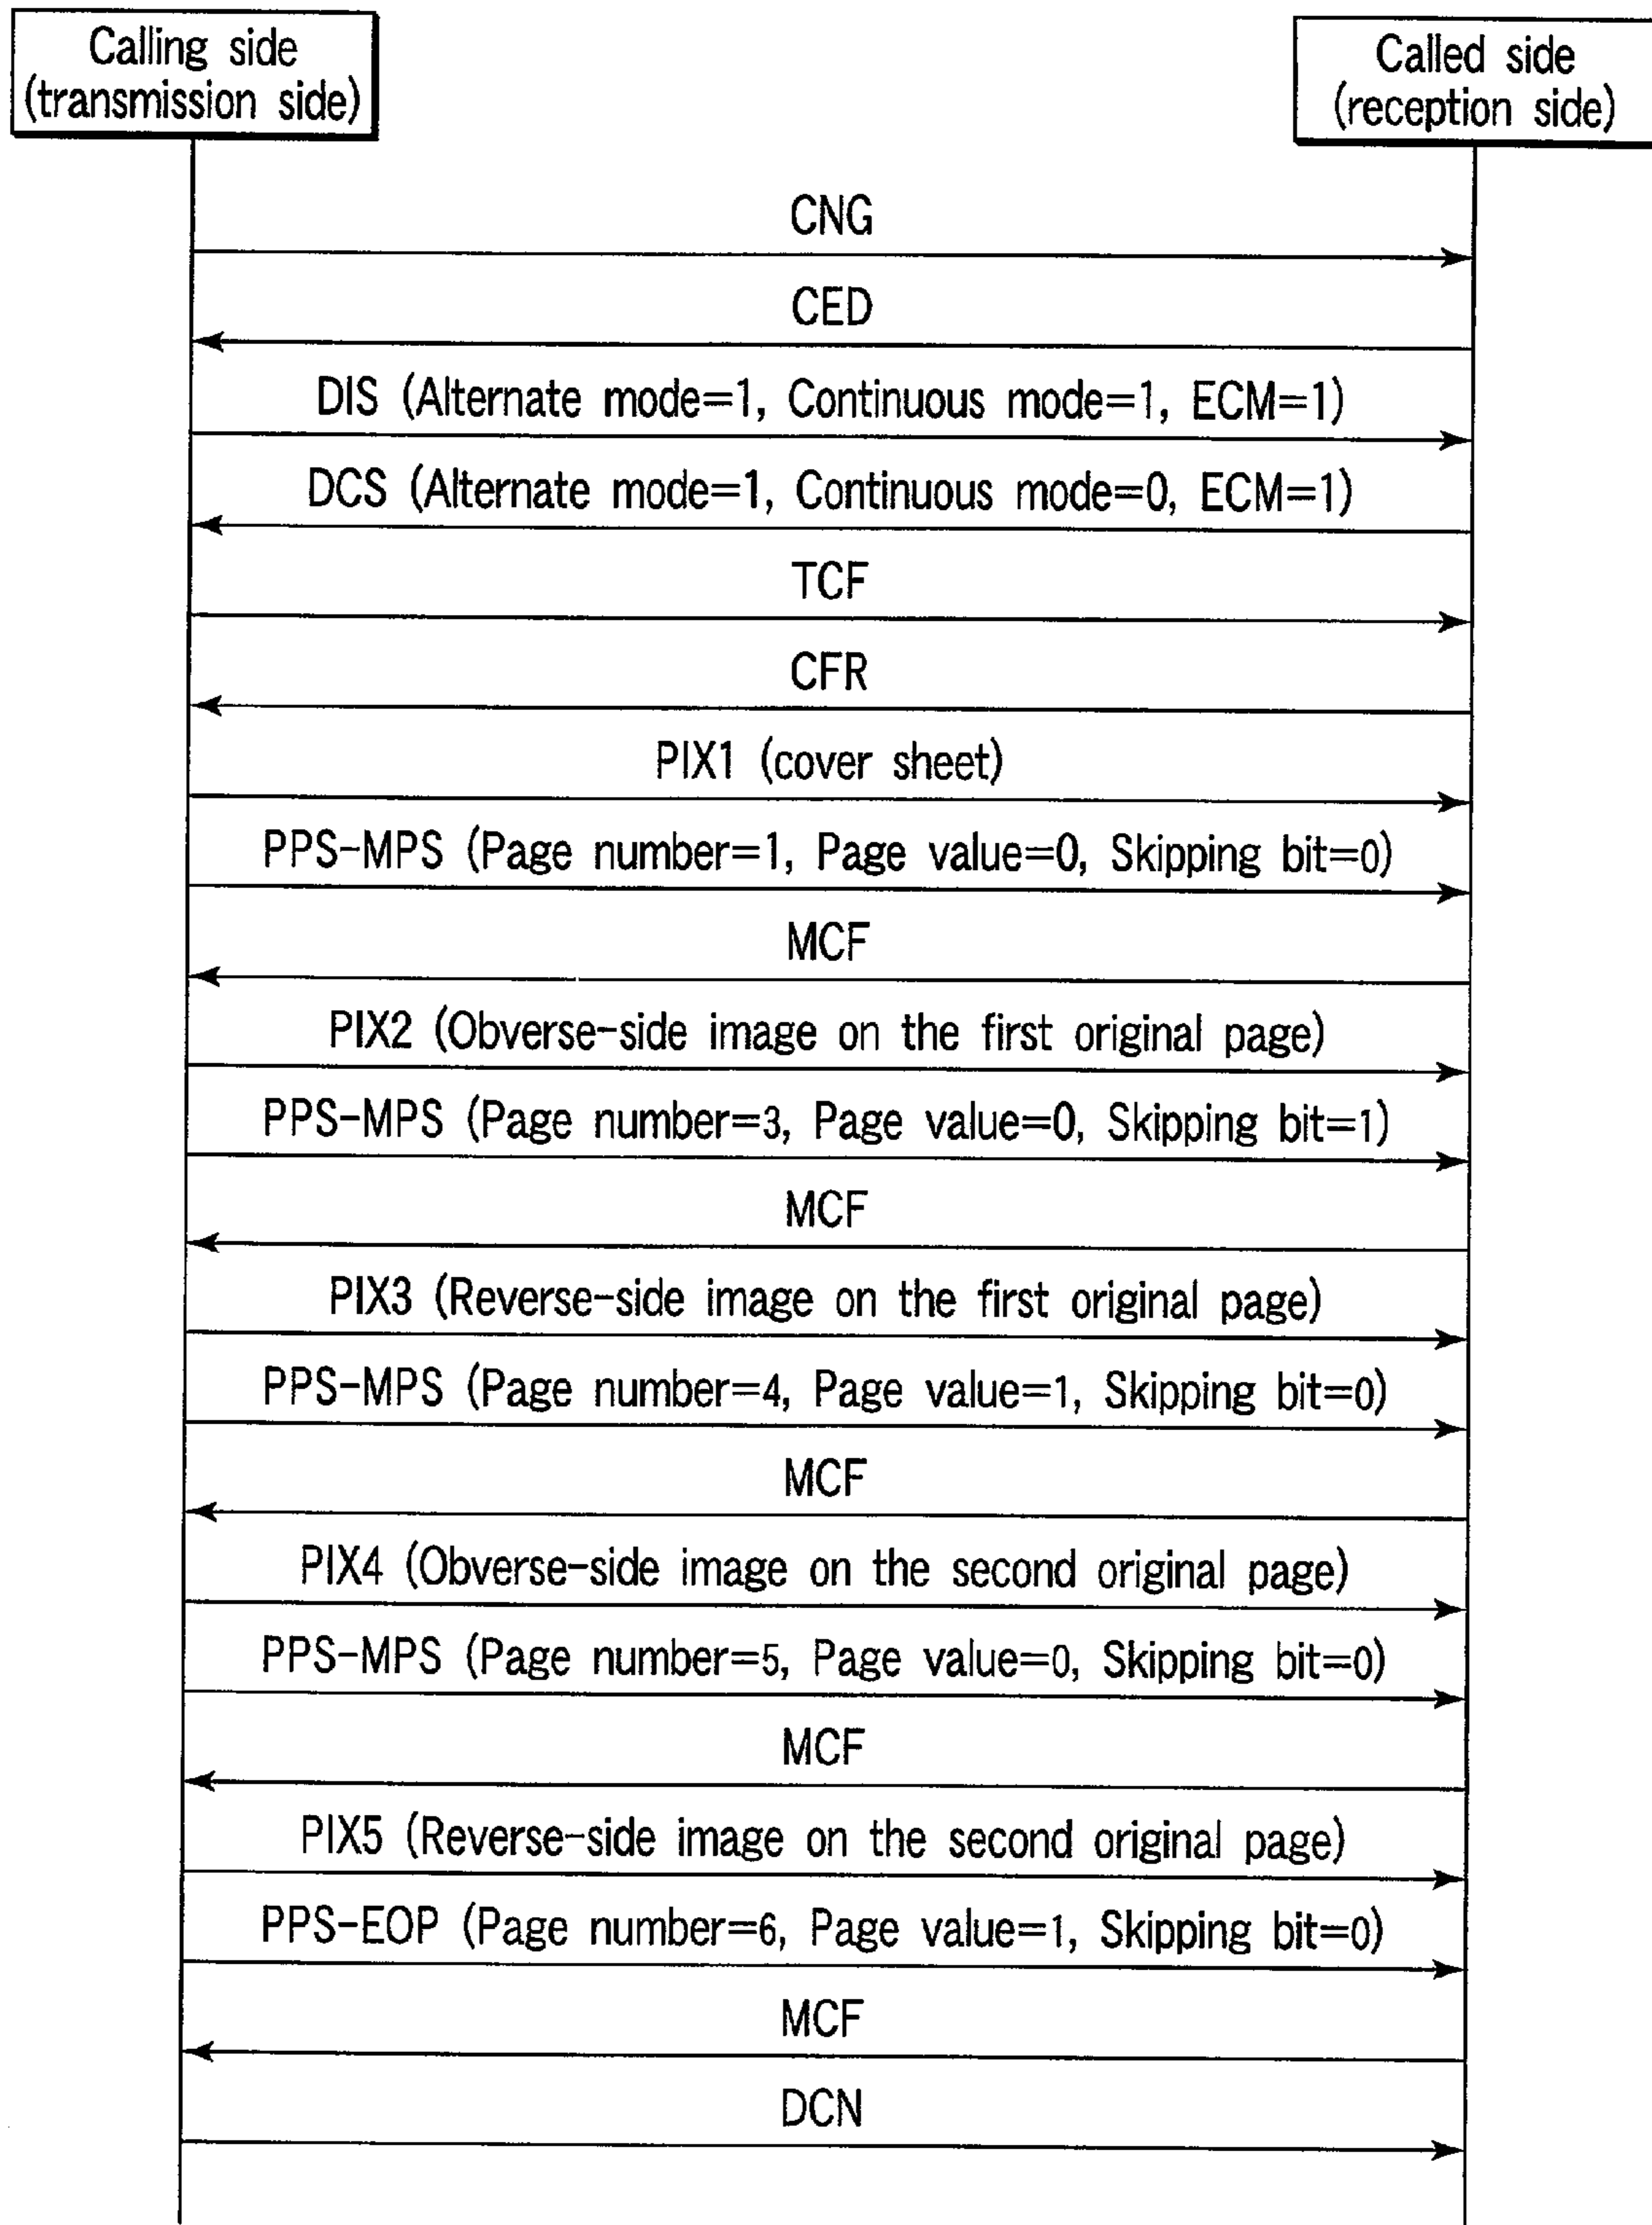 Calling side
(transmission side)
Called side
(reception side)
CNG
CED
DIS (Alternate mode=1, Continuous mode=1, ECM=1)
DCS (Alternate mode=1, Continuous mode=0, ECM=1)
TCF
CFR
PIX1 (cover sheet)
PPS-MPS (Page number=1, Page value=0, Skipping bit=0)
MCF
PIX2 (Obverse-side image on the first original page)
PPS-MPS (Page number=3, Page value=0, Skipping bit=1)
MCF
PIX3 (Reverse-side image on the first original page)
PPS-MPS (Page number=4, Page value=1, Skipping bit=0)
MCF
PIX4 (Obverse-side image on the second original page)
PPS-MPS (Page number=5, Page value=0, Skipping bit=0)
MCF
PIX5 (Reverse-side image on the second original page)
PPS-EOP (Page number=6, Page value=1, Skipping bit=0)
MCF
DCN